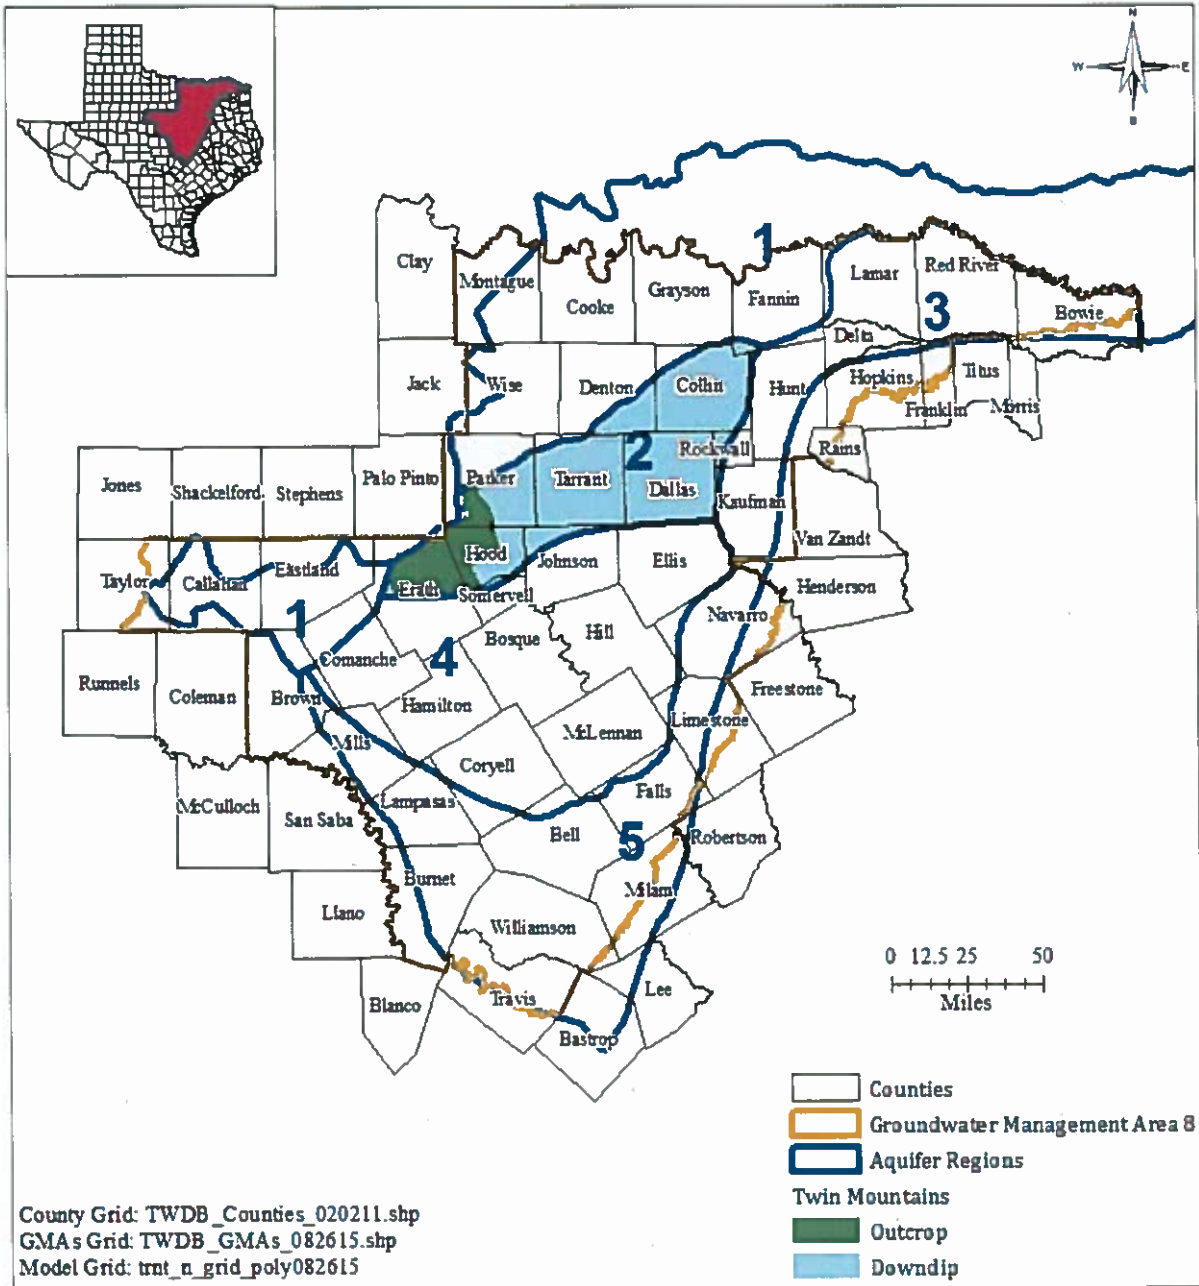 N
W E
S
1
Clay
Montague
Cooke
Grayson
Fannin
Lamar
Red River
3
Bowie
Delta
Jack
Wise
Denton
Collin
Hunt
Hopkins
Titus
Franklin
Morris
Rains
2
Rockwall
Jones
Shackelford
Stephens
Palo Pinto
Parker
Tarrant
Dallas
Kaufman
Van Zandt
Taylor
Callahan
Eastland
Erath
Hood
Somervell
Johnson
Ellis
Henderson
Navarro
1
Comanche
4
Bosque
Hill
Runnels
Coleman
Brown
Hamilton
Freestone
Limestone
Mills
McLennan
Coryell
McCulloch
San Saba
Lampasas
Falls
Bell
5
Robertson
Burnet
Milam
Llano
Williamson
Blanco
Travis
Lee
Bastrop
0 12.5 25 50
Miles
Counties
Groundwater Management Area 8
Aquifer Regions
Twin Mountains
Outcrop
Downdip
County Grid: TWDB_Counties_020211.shp
GMAs Grid: TWDB_GMAs_082615.shp
Model Grid: trnt_n_grid_poly082615